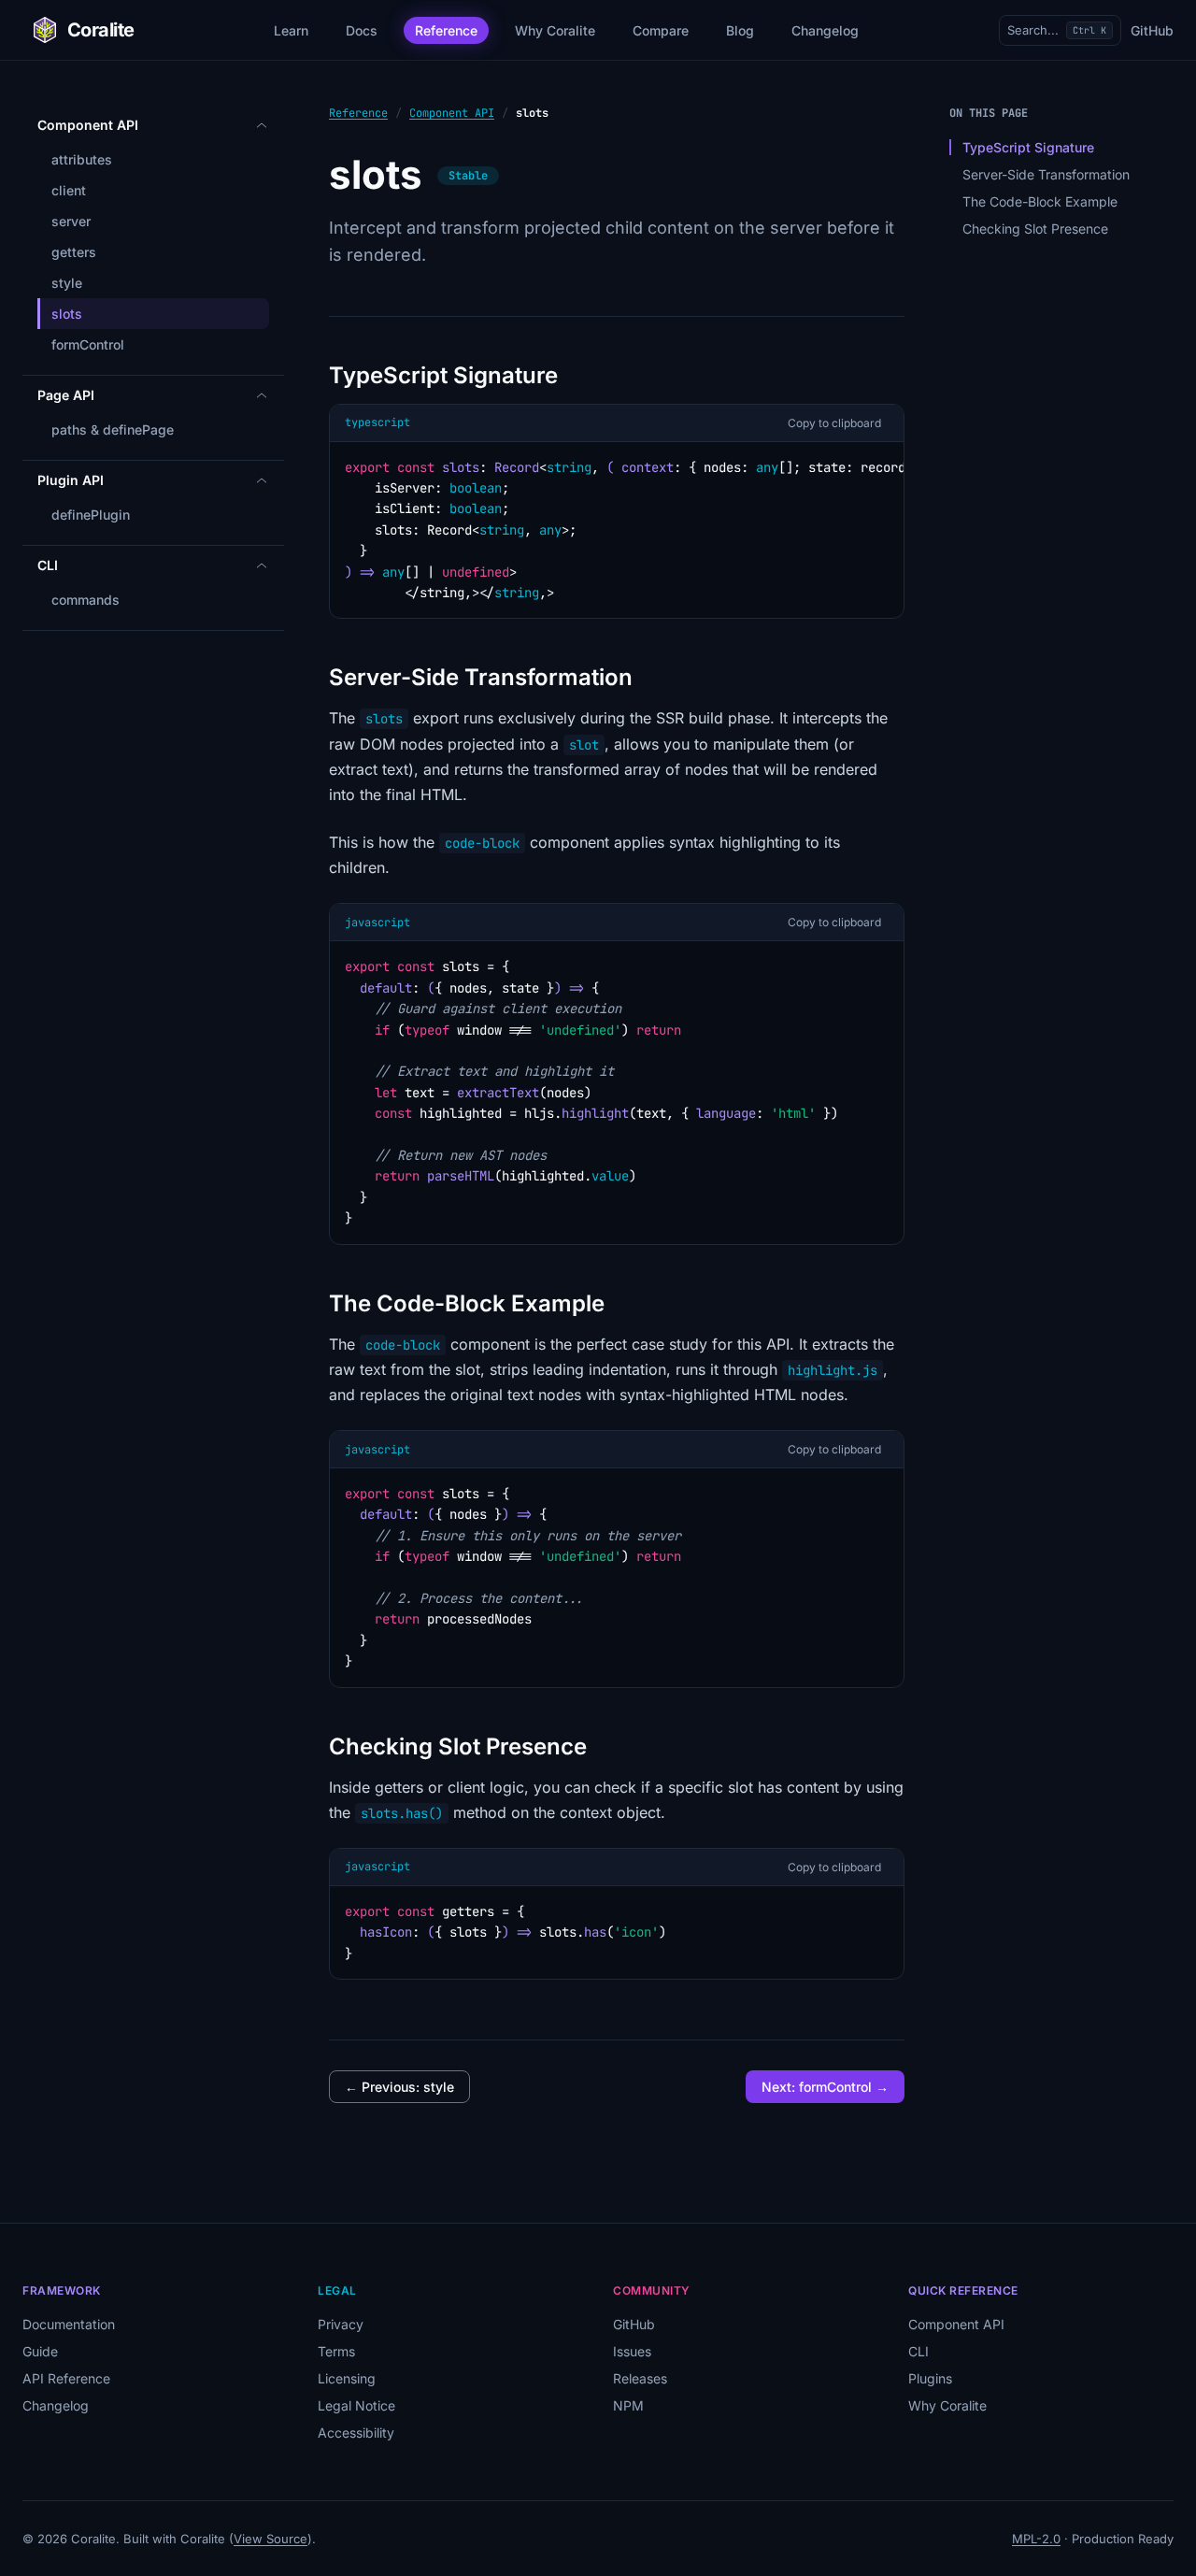 Coralite
Learn
Docs
Reference
Why Coralite
Compare
Blog
Changelog
Search... Ctrl K
GitHub
Component API
attributes
client
server
getters
style
slots
formControl
Page API
paths & definePage
Plugin API
definePlugin
CLI
commands
Reference / Component API / slots
slots Stable
Intercept and transform projected child content on the server before it
is rendered.
TypeScript Signature
typescript
Copy to clipboard
export const slots: Record<string, ( context: { nodes: any[]; state: record
isServer: boolean;
isClient: boolean;
slots: Record<string, any>;
}
) => any[] | undefined>
</string,></string,>
Server-Side Transformation
The slots export runs exclusively during the SSR build phase. It intercepts the
raw DOM nodes projected into a slot, allows you to manipulate them (or
extract text), and returns the transformed array of nodes that will be rendered
into the final HTML.
This is how the code-block component applies syntax highlighting to its
children.
javascript
Copy to clipboard
export const slots = {
default: ({ nodes, state }) => {
// Guard against client execution
if (typeof window !== 'undefined') return
// Extract text and highlight it
let text = extractText(nodes)
const highlighted = hljs.highlight(text, { language: 'html' })
// Return new AST nodes
return parseHTML(highlighted.value)
}
}
The Code-Block Example
The code-block component is the perfect case study for this API. It extracts the
raw text from the slot, strips leading indentation, runs it through highlight.js,
and replaces the original text nodes with syntax-highlighted HTML nodes.
javascript
Copy to clipboard
export const slots = {
default: ({ nodes }) => {
// 1. Ensure this only runs on the server
if (typeof window !== 'undefined') return
// 2. Process the content...
return processedNodes
}
}
Checking Slot Presence
Inside getters or client logic, you can check if a specific slot has content by using
the slots.has() method on the context object.
javascript
Copy to clipboard
export const getters = {
hasIcon: ({ slots }) => slots.has('icon')
}
← Previous: style
Next: formControl →
ON THIS PAGE
TypeScript Signature
Server-Side Transformation
The Code-Block Example
Checking Slot Presence
FRAMEWORK
Documentation
Guide
API Reference
Changelog
LEGAL
Privacy
Terms
Licensing
Legal Notice
Accessibility
COMMUNITY
GitHub
Issues
Releases
NPM
QUICK REFERENCE
Component API
CLI
Plugins
Why Coralite
© 2026 Coralite. Built with Coralite (View Source).
MPL-2.0 · Production Ready